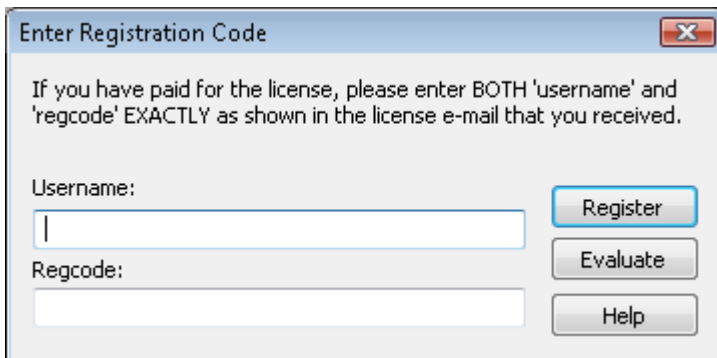 Enter Registration Code
If you have paid for the license, please enter BOTH 'username' and
'regcode' EXACTLY as shown in the license e-mail that you received.
Username:
Register
Evaluate
Regcode:
Help